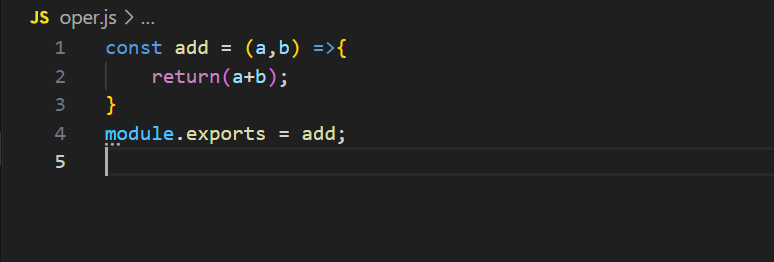 JS oper.js > ...
1 const add = (a,b) =>{
2     return(a+b);
3 }
4 module.exports = add;
5